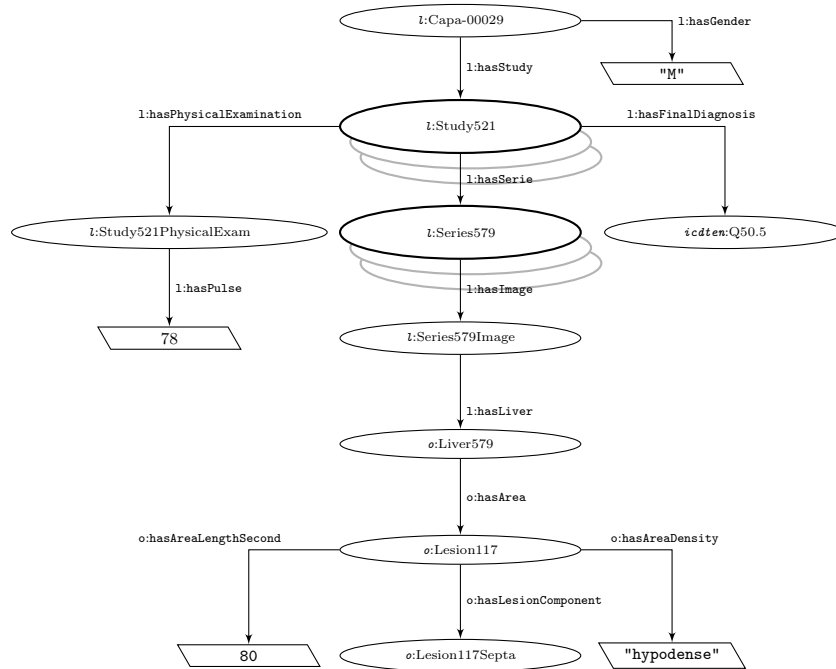 l:Capa-00029
l:hasGender
"M"
l:hasStudy
l:hasPhysicalExamination
l:Study521
l:hasFinalDiagnosis
l:hasSerie
l:Study521PhysicalExam
l:Series579
icdten:Q50.5
l:hasPulse
l:hasImage
78
l:Series579Image
l:hasLiver
o:Liver579
o:hasArea
o:hasAreaLengthSecond
o:Lesion117
o:hasAreaDensity
o:hasLesionComponent
80
o:Lesion117Septa
"hypodense"